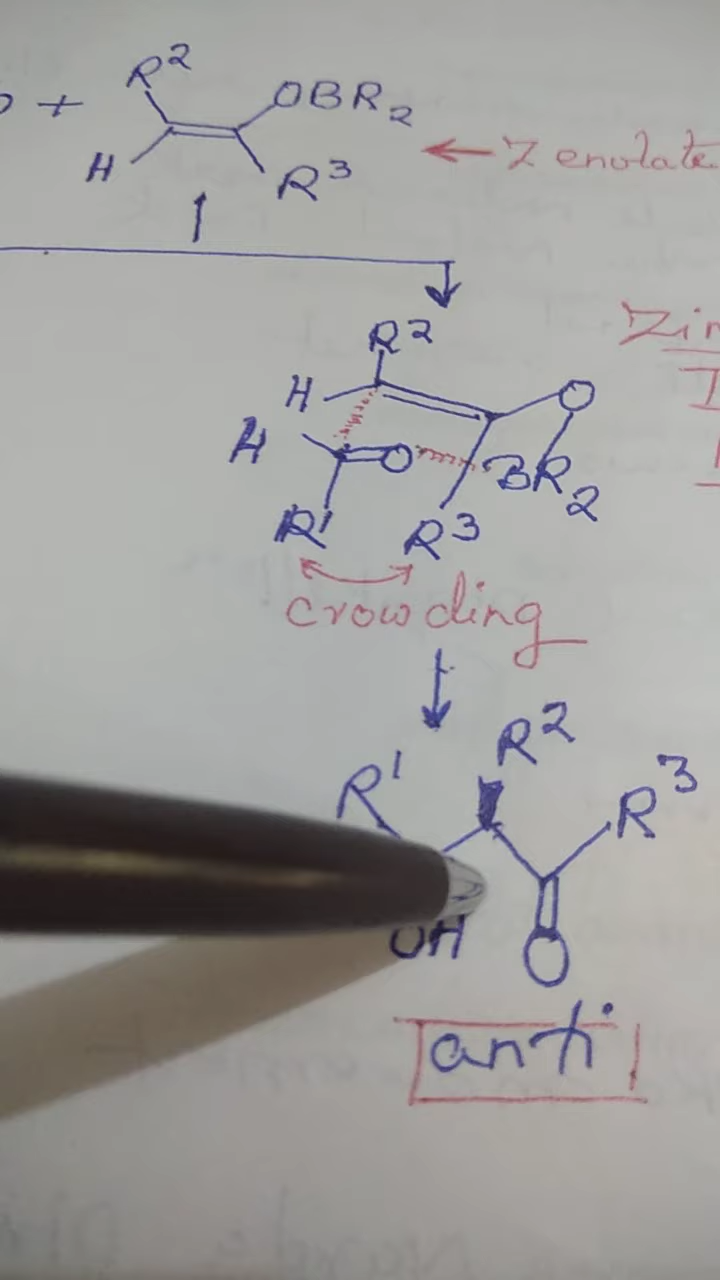 +
R²
OBR₂
H
R³
← Z enolate
R²
H
O
H
O
BR₂
R¹
R³
crowding
R²
R¹
R³
OH
O
anti